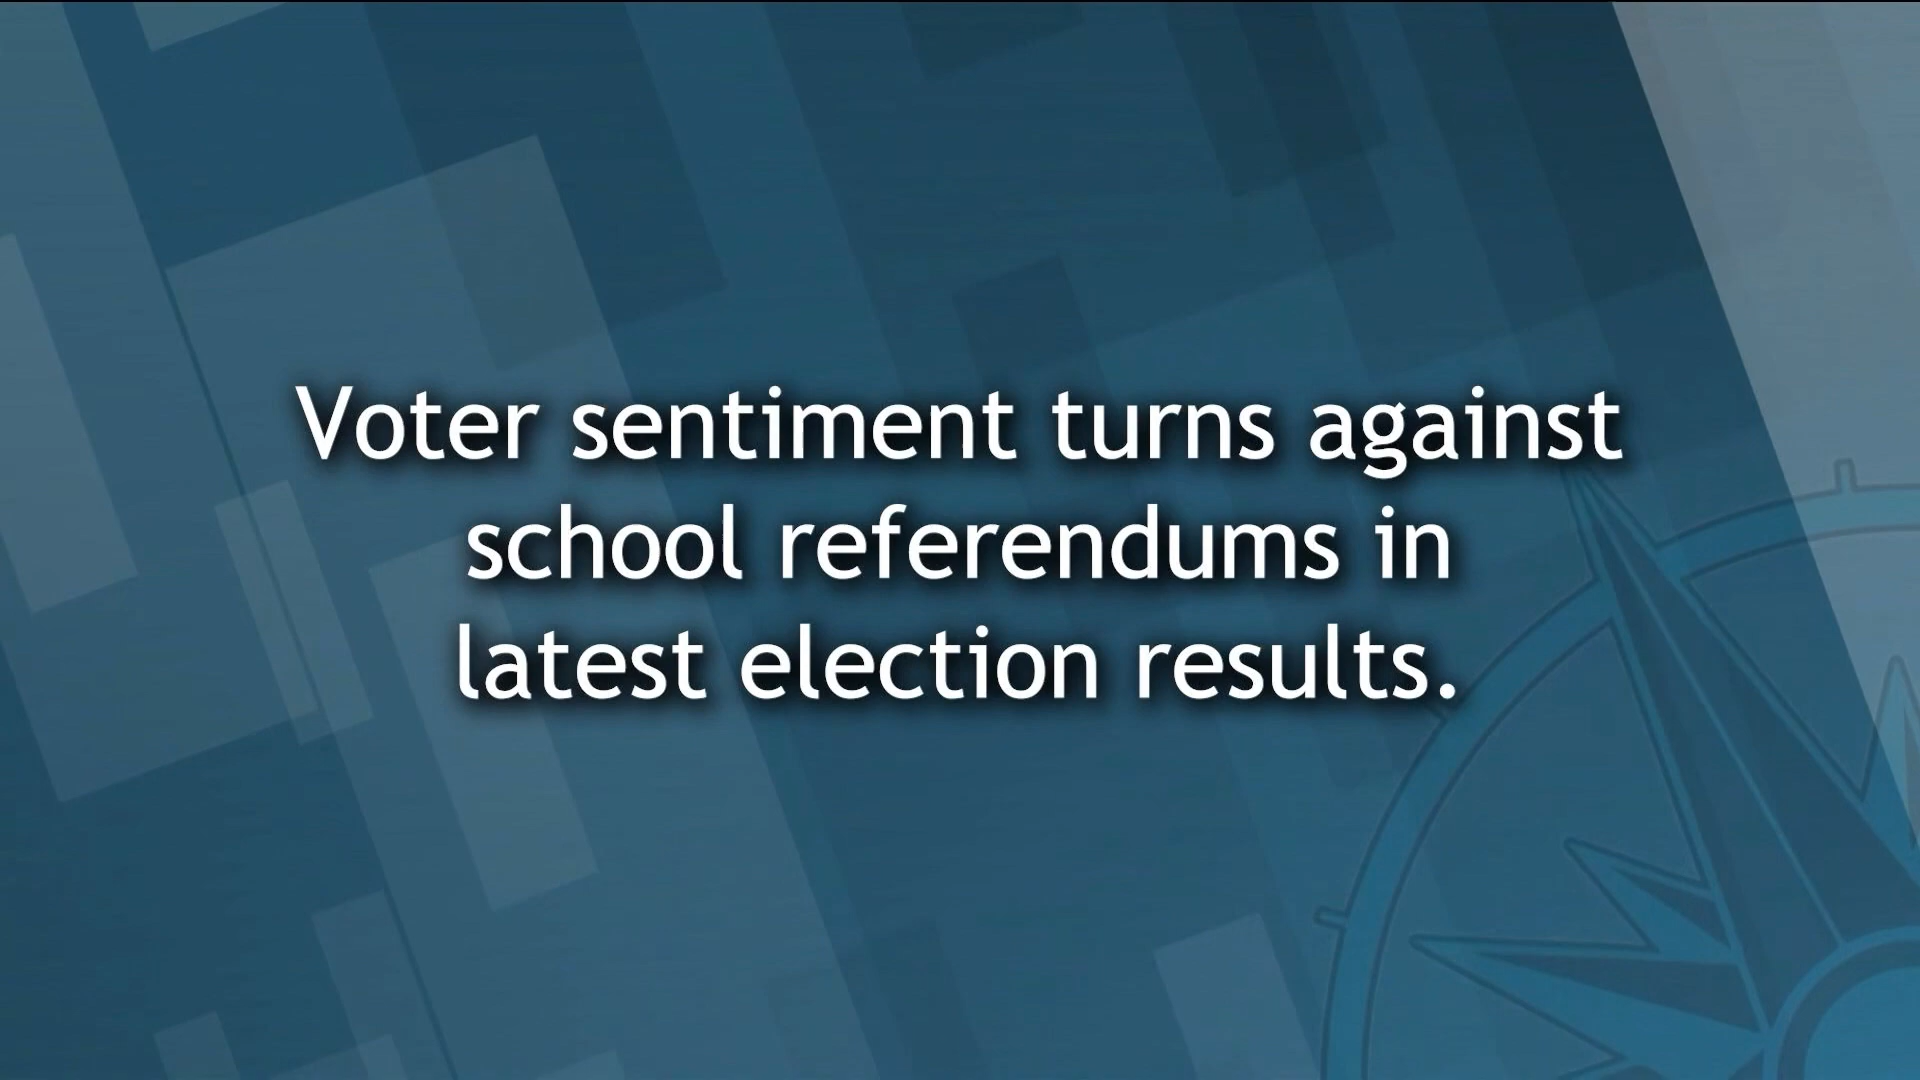 Voter sentiment turns against
school referendums in
latest election results.